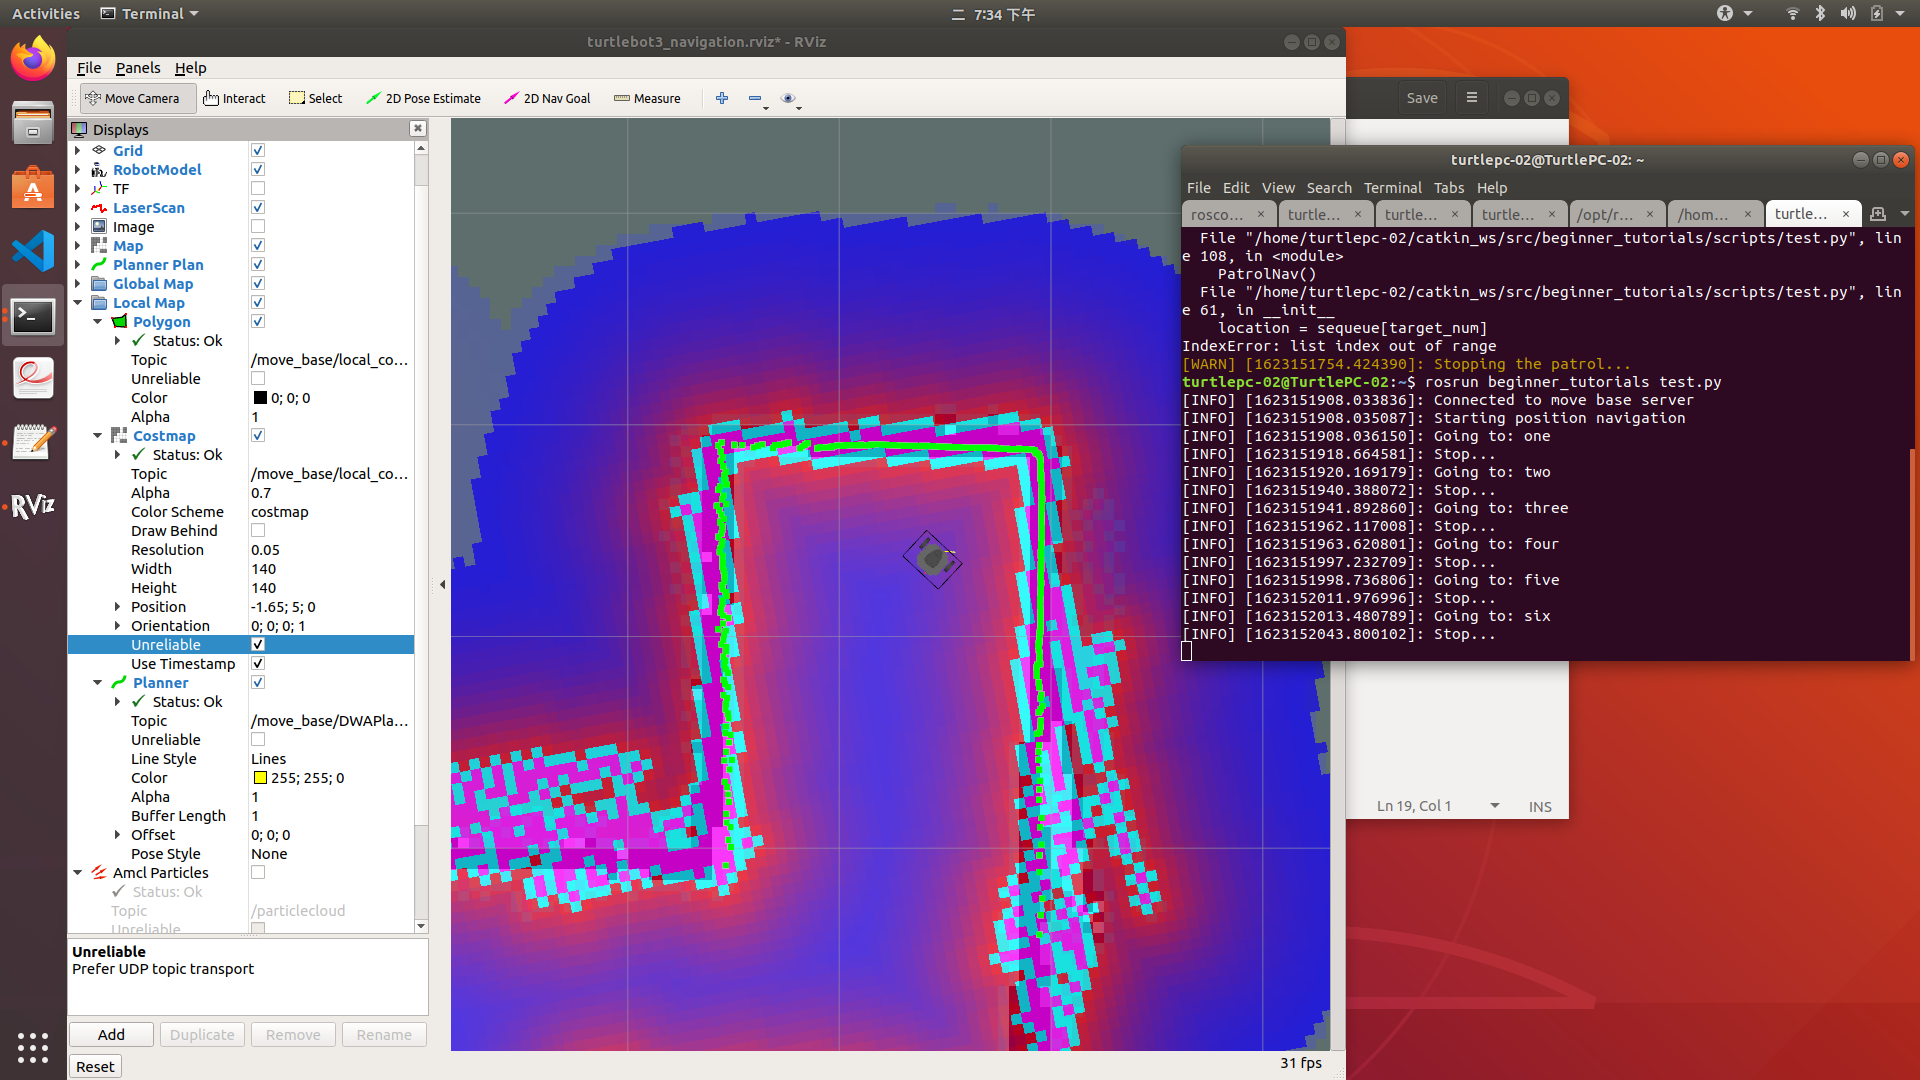 Activities
Terminal
二 7:34 下午
turtlebot3_navigation.rviz* - RViz
File Panels Help
Move Camera
Interact
Select
2D Pose Estimate
2D Nav Goal
Measure
Displays
Grid
RobotModel
TF
LaserScan
Image
Map
Planner Plan
Global Map
Local Map
Polygon
Status: Ok
Topic /move_base/local_co…
Unreliable
Color 0; 0; 0
Alpha 1
Costmap
Status: Ok
Topic /move_base/local_co…
Alpha 0.7
Color Scheme costmap
Draw Behind
Resolution 0.05
Width 140
Height 140
Position -1.65; 5; 0
Orientation 0; 0; 0; 1
Unreliable
Use Timestamp
Planner
Status: Ok
Topic /move_base/DWAPla…
Unreliable
Line Style Lines
Color 255; 255; 0
Alpha 1
Buffer Length 1
Offset 0; 0; 0
Pose Style None
Amcl Particles
Status: Ok
Topic /particlecloud
Unreliable
Unreliable
Prefer UDP topic transport
Add Duplicate Remove Rename
Reset
31 fps
RViz
Save
turtlepc-02@TurtlePC-02: ~
File Edit View Search Terminal Tabs Help
rosco… turtle… turtle… turtle… /opt/r… /hom… turtle…
File "/home/turtlepc-02/catkin_ws/src/beginner_tutorials/scripts/test.py", lin
e 108, in <module>
PatrolNav()
File "/home/turtlepc-02/catkin_ws/src/beginner_tutorials/scripts/test.py", lin
e 61, in __init__
location = sequeue[target_num]
IndexError: list index out of range
[WARN] [1623151754.424390]: Stopping the patrol...
turtlepc-02@TurtlePC-02:~$ rosrun beginner_tutorials test.py
[INFO] [1623151908.033836]: Connected to move base server
[INFO] [1623151908.035087]: Starting position navigation
[INFO] [1623151908.036150]: Going to: one
[INFO] [1623151918.664581]: Stop...
[INFO] [1623151920.169179]: Going to: two
[INFO] [1623151940.388072]: Stop...
[INFO] [1623151941.892860]: Going to: three
[INFO] [1623151962.117008]: Stop...
[INFO] [1623151963.620801]: Going to: four
[INFO] [1623151997.232709]: Stop...
[INFO] [1623151998.736806]: Going to: five
[INFO] [1623152011.976996]: Stop...
[INFO] [1623152013.480789]: Going to: six
[INFO] [1623152043.800102]: Stop...
Ln 19, Col 1
INS